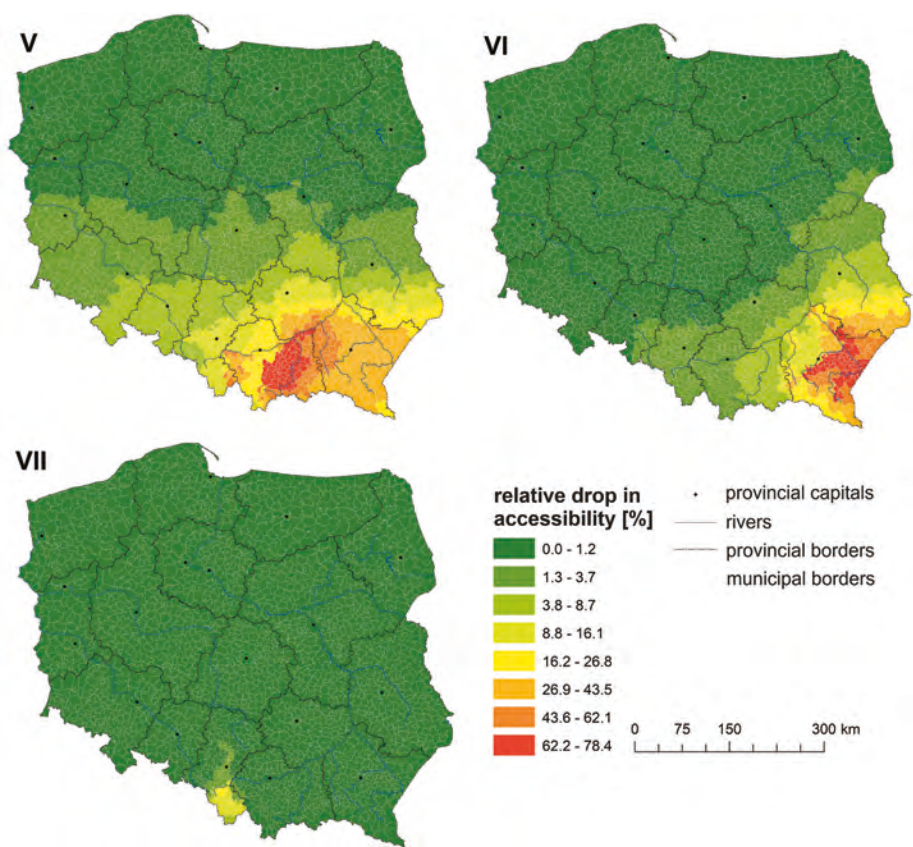 V
VI
VII
relative drop in
accessibility [%]
0.0 - 1.2
1.3 - 3.7
3.8 - 8.7
8.8 - 16.1
16.2 - 26.8
26.9 - 43.5
43.6 - 62.1
62.2 - 78.4
provincial capitals
rivers
provincial borders
municipal borders
0 75 150 300 km